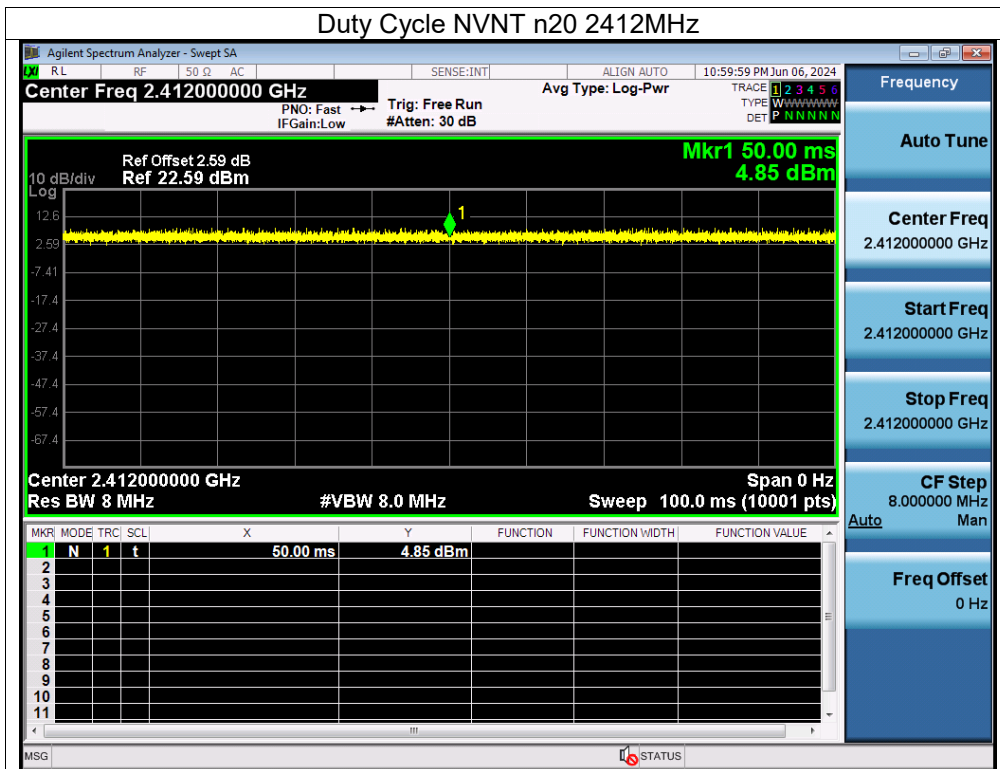 Duty Cycle NVNT n20 2412MHz
Agilent Spectrum Analyzer - Swept SA
LXI RL RF 50 Ω AC SENSE:INT ALIGN AUTO 10:59:59 PM Jun 06, 2024
Center Freq 2.412000000 GHz
PNO: Fast
IFGain:Low
Trig: Free Run
#Atten: 30 dB
Avg Type: Log-Pwr
TRACE 1 2 3 4 5 6
TYPE WWWWWWW
DET P N N N N N
Mkr1 50.00 ms
4.85 dBm
Ref Offset 2.59 dB
10 dB/div Ref 22.59 dBm
Log
12.6
2.59
-7.41
-17.4
-27.4
-37.4
-47.4
-57.4
-67.4
1
Center 2.412000000 GHz Span 0 Hz
Res BW 8 MHz #VBW 8.0 MHz Sweep 100.0 ms (10001 pts)
MKR MODE TRC SCL X Y FUNCTION FUNCTION WIDTH FUNCTION VALUE
1 N 1 t 50.00 ms 4.85 dBm
2
3
4
5
6
7
8
9
10
11
MSG STATUS
Frequency
Auto Tune
Center Freq
2.412000000 GHz
Start Freq
2.412000000 GHz
Stop Freq
2.412000000 GHz
CF Step
8.000000 MHz
Auto Man
Freq Offset
0 Hz